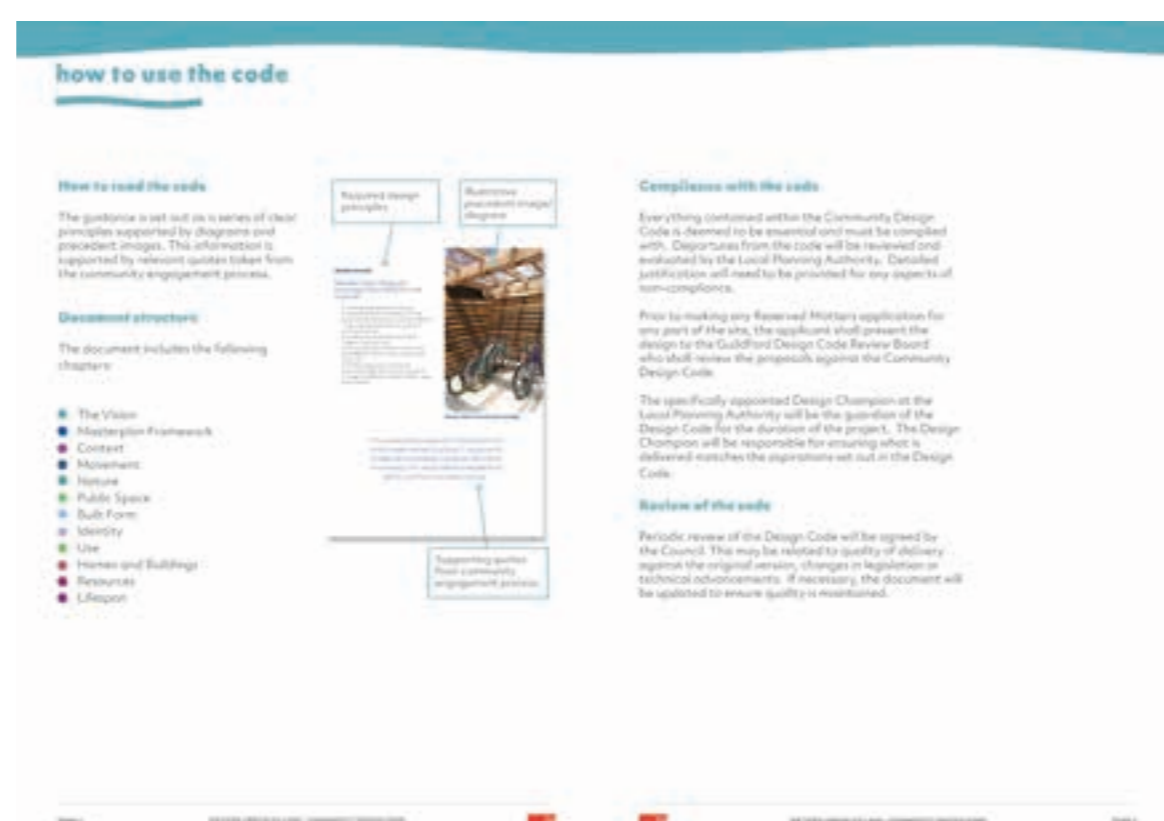 how to use the code
How to read the code
The guidance is set out as a series of clear
principles supported by diagrams and
precedent images. This information is
supported by relevant quotes taken from
the community engagement process.
Document structure
The document includes the following
chapters:
The Vision
Masterplan Framework
Context
Movement
Nature
Public Space
Built Form
Identity
Use
Homes and Buildings
Resources
Lifespan
Required design
principles
Illustrative
precedent image/
diagram
Supporting quotes
from community
engagement process
Compliance with the code
Everything contained within the Community Design
Code is deemed to be essential and must be complied
with. Departures from the code will be reviewed and
evaluated by the Local Planning Authority. Detailed
justification will need to be provided for any aspects of
non-compliance.
Prior to making any Reserved Matters application for
any part of the site, the applicant shall present the
design to the Guildford Design Code Review Board
who shall review the proposals against the Community
Design Code.
The specifically appointed Design Champion at the
Local Planning Authority will be the guardian of the
Design Code for the duration of the project. The Design
Champion will be responsible for ensuring what is
delivered matches the aspirations set out in the Design
Code.
Review of the code
Periodic review of the Design Code will be agreed by
the Council. This may be related to quality of delivery
against the original version, changes in legislation or
technical advancements. If necessary, the document will
be updated to ensure quality is maintained.